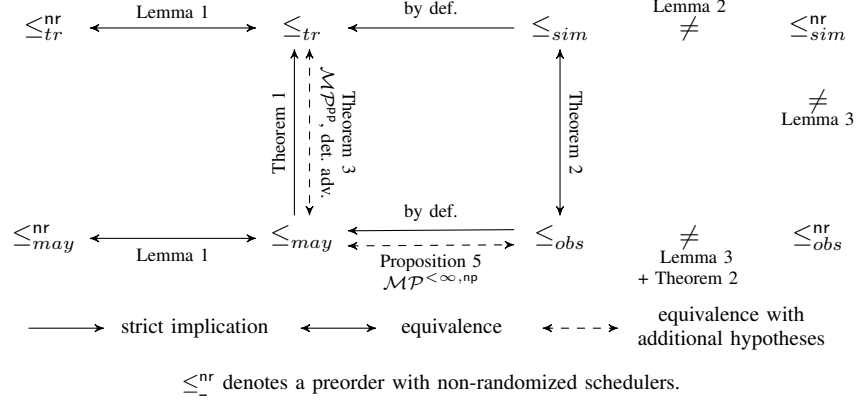 ≤ⁿʳ_tr Lemma 1 ≤_tr by def. ≤_sim Lemma 2 ≠ ≤ⁿʳ_sim
Theorem 1
Theorem 3
MP^pp, det. adv.
Theorem 2
≠
Lemma 3
≤ⁿʳ_may Lemma 1 ≤_may by def. ≤_obs ≠ ≤ⁿʳ_obs
Proposition 5
MP^<∞,np
Lemma 3
+ Theorem 2
strict implication
equivalence
equivalence with
additional hypotheses
≤ⁿʳ denotes a preorder with non-randomized schedulers.